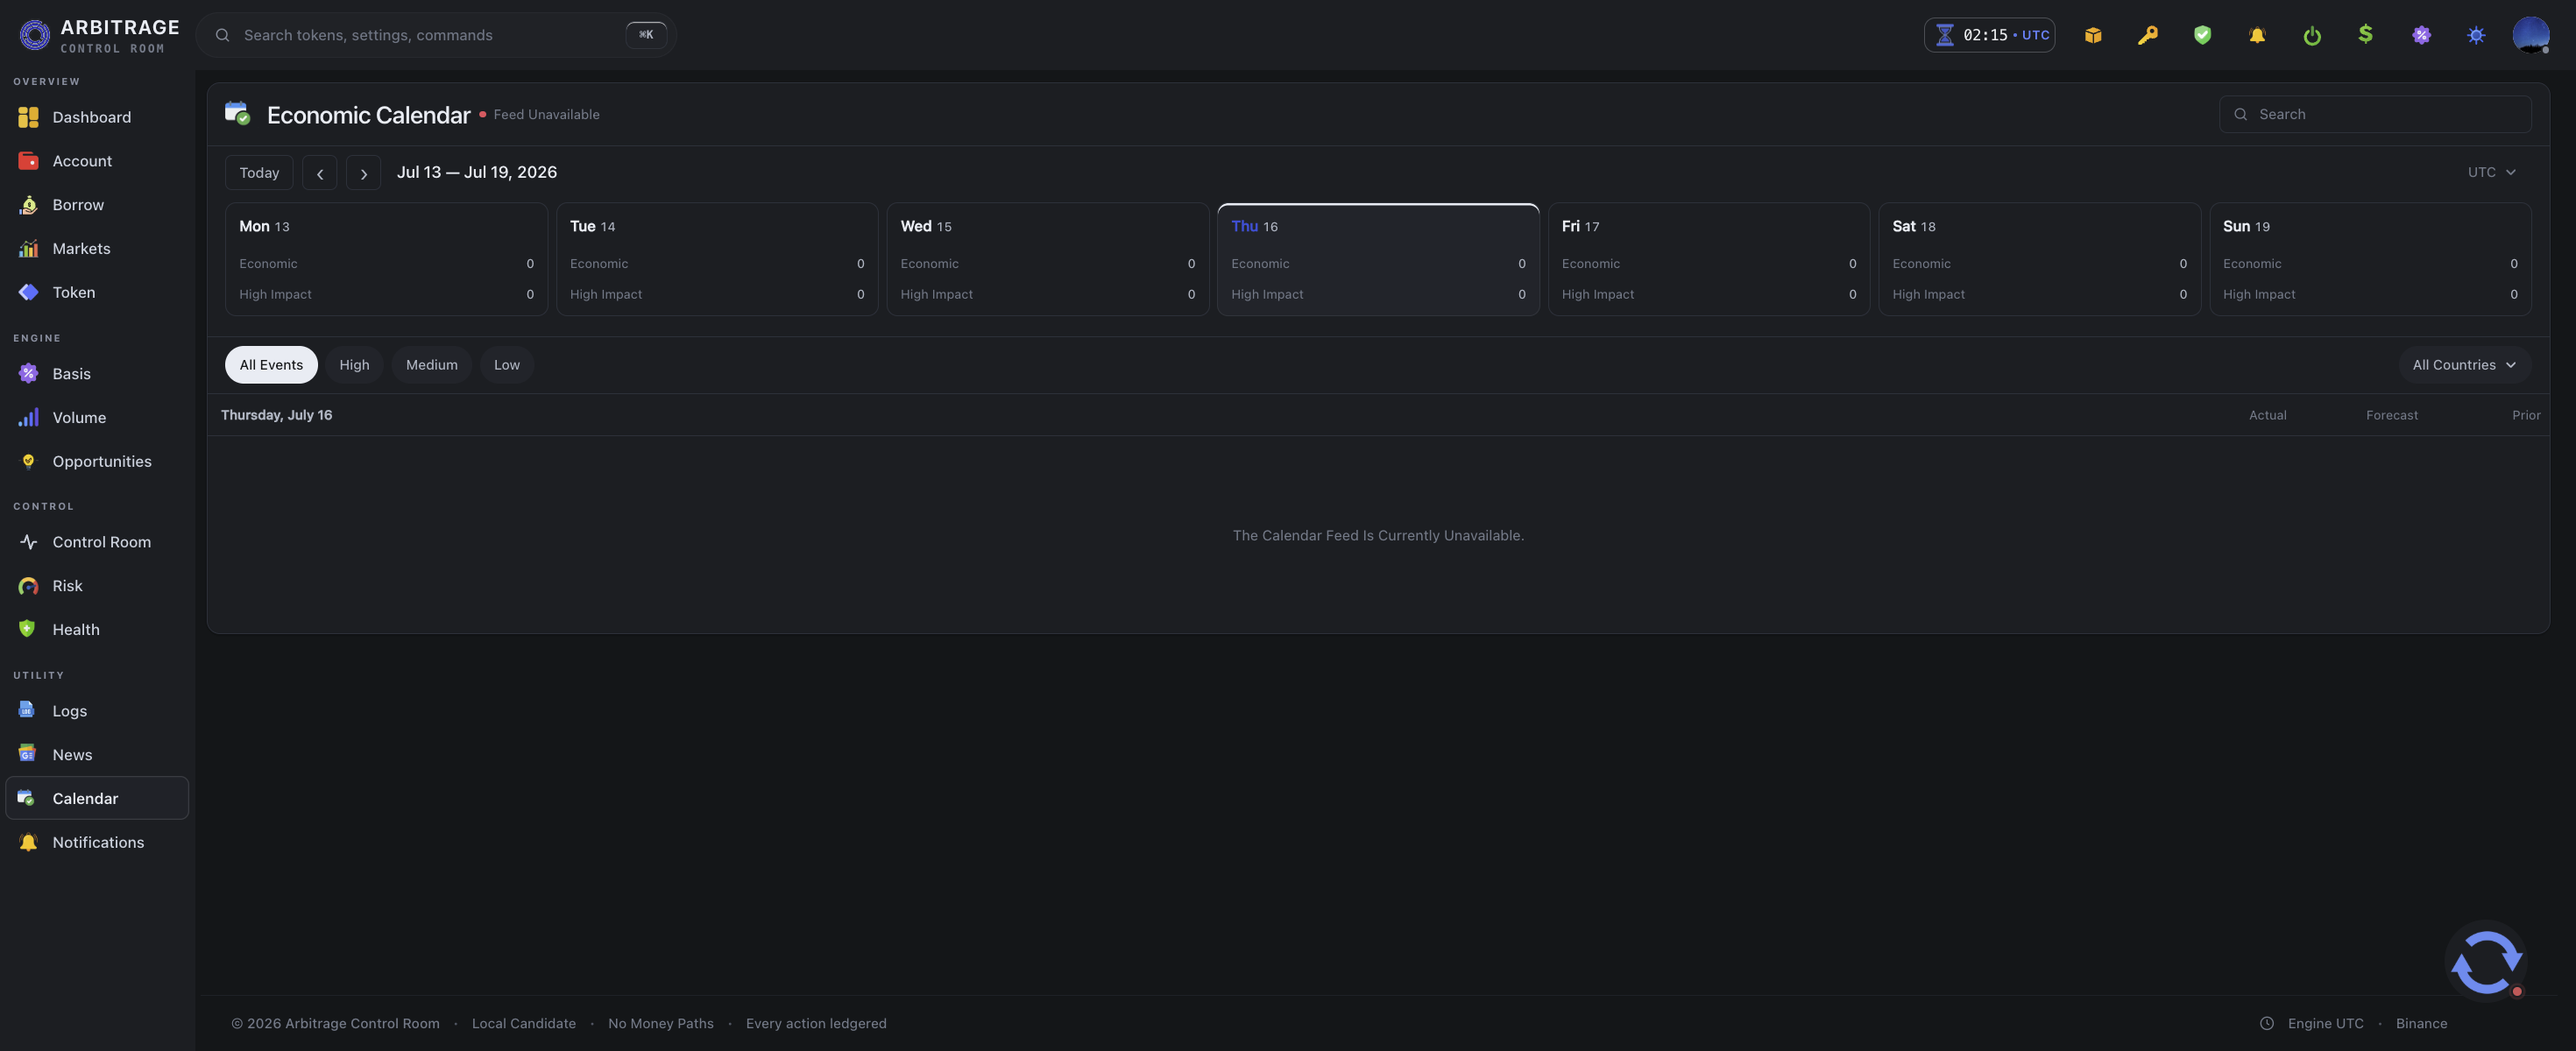 ARBITRAGE
CONTROL ROOM
Search tokens, settings, commands
⌘K
02:15 • UTC
OVERVIEW
Dashboard
Account
Borrow
Markets
Token
ENGINE
Basis
Volume
Opportunities
CONTROL
Control Room
Risk
Health
UTILITY
Logs
News
Calendar
Notifications
Economic Calendar • Feed Unavailable
Search
Today ‹ › Jul 13 — Jul 19, 2026
UTC
Mon 13
Economic 0
High Impact 0
Tue 14
Economic 0
High Impact 0
Wed 15
Economic 0
High Impact 0
Thu 16
Economic 0
High Impact 0
Fri 17
Economic 0
High Impact 0
Sat 18
Economic 0
High Impact 0
Sun 19
Economic 0
High Impact 0
All Events High Medium Low
All Countries
Thursday, July 16 Actual Forecast Prior
The Calendar Feed Is Currently Unavailable.
© 2026 Arbitrage Control Room · Local Candidate · No Money Paths · Every action ledgered
Engine UTC · Binance